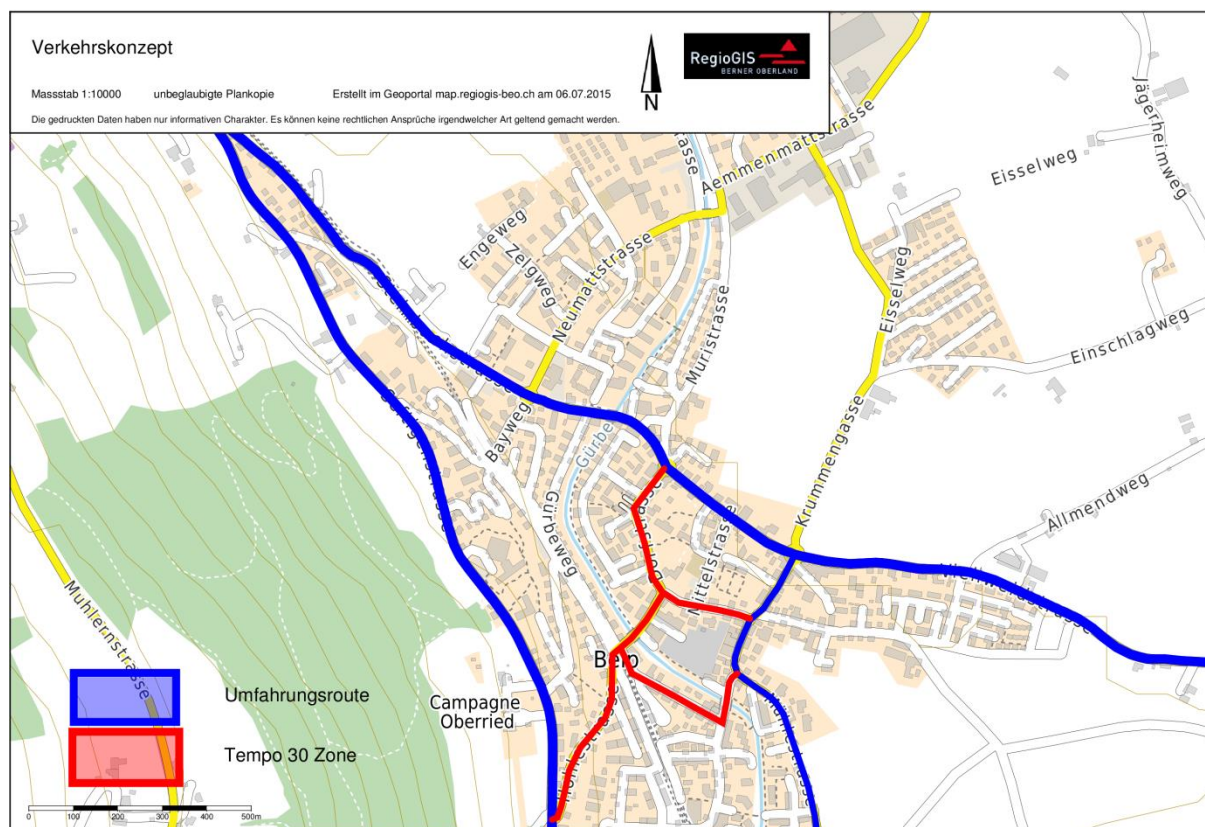 Verkehrskonzept
RegioGIS
BERNER OBERLAND
Massstab 1:10000 unbeglaubigte Plankopie Erstellt im Geoportal map.regiogis-beo.ch am 06.07.2015
N
Die gedruckten Daten haben nur informativen Charakter. Es können keine rechtlichen Ansprüche irgendwelcher Art geltend gemacht werden.
Aemmenmattstrasse
Jägerheimweg
Eisselweg
Engeweg
Zelgweg
Neumattstrasse
Muristrasse
Eisselweg
Einschlagweg
Bayweg
Gürbe
Krummengasse
Allmendweg
Gürbeweg
Mittelstrasse
Muhlernstrasse
Belp
Campagne
Oberried
Umfahrungsroute
Tempo 30 Zone
0 100 200 300 400 500m